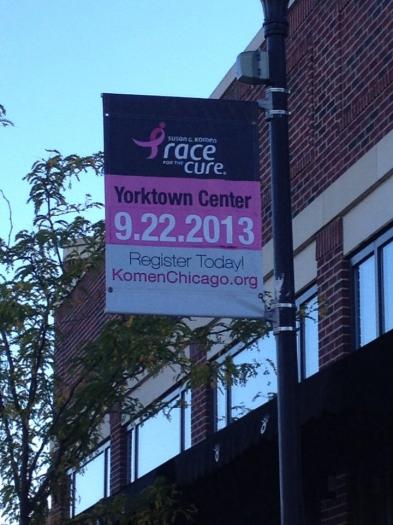 SUSAN G. KOMEN
race
FOR THE
cure.
Yorktown Center
9.22.2013
Register Today!
KomenChicago.org